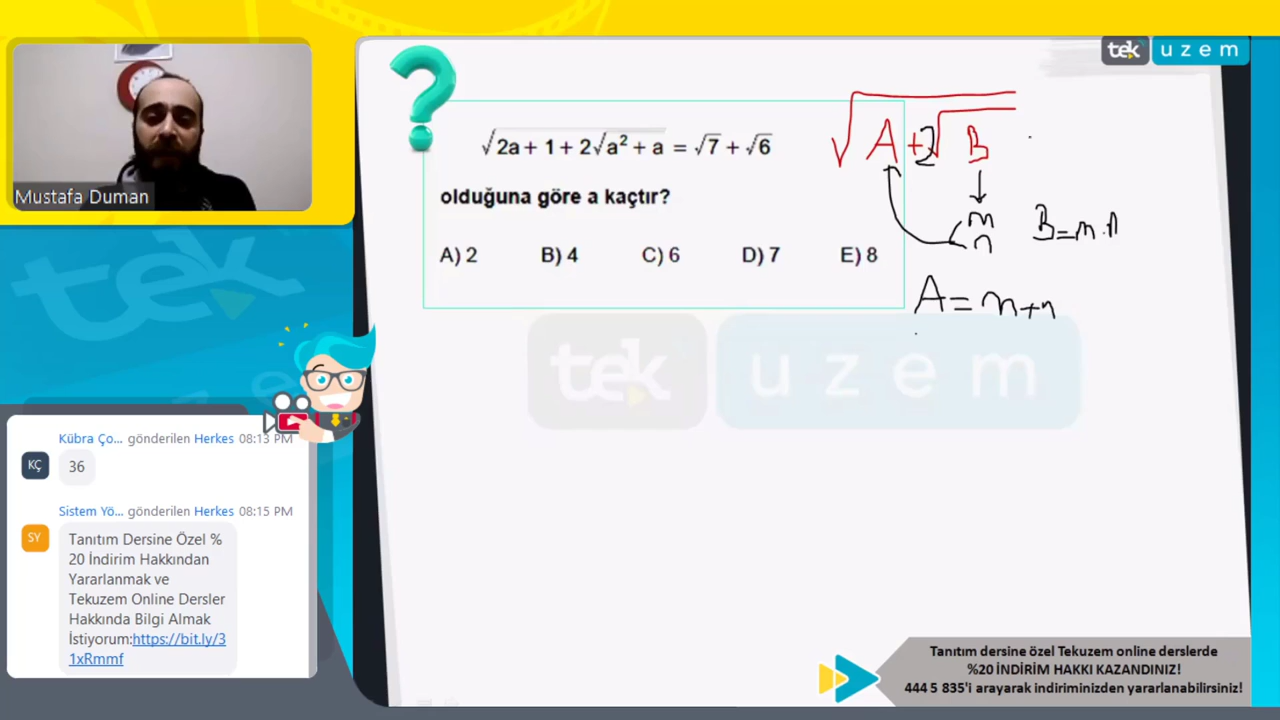 tek uzem
Mustafa Duman
√2a + 1 + 2√a² + a = √7 + √6
olduğuna göre a kaçtır?
A) 2 B) 4 C) 6 D) 7 E) 8
√A+2√B
m
n
B=m.n
A=m+n
tek uzem
Kübra Ço... gönderilen Herkes 08:13 PM
KÇ
36
Sistem Yö... gönderilen Herkes 08:15 PM
SY
Tanıtım Dersine Özel %
20 İndirim Hakkından
Yararlanmak ve
Tekuzem Online Dersler
Hakkında Bilgi Almak
İstiyorum:https://bit.ly/3
1xRmmf
Tanıtım dersine özel Tekuzem online derslerde
%20 İNDİRİM HAKKI KAZANDINIZ!
444 5 835'i arayarak indiriminizden yararlanabilirsiniz!